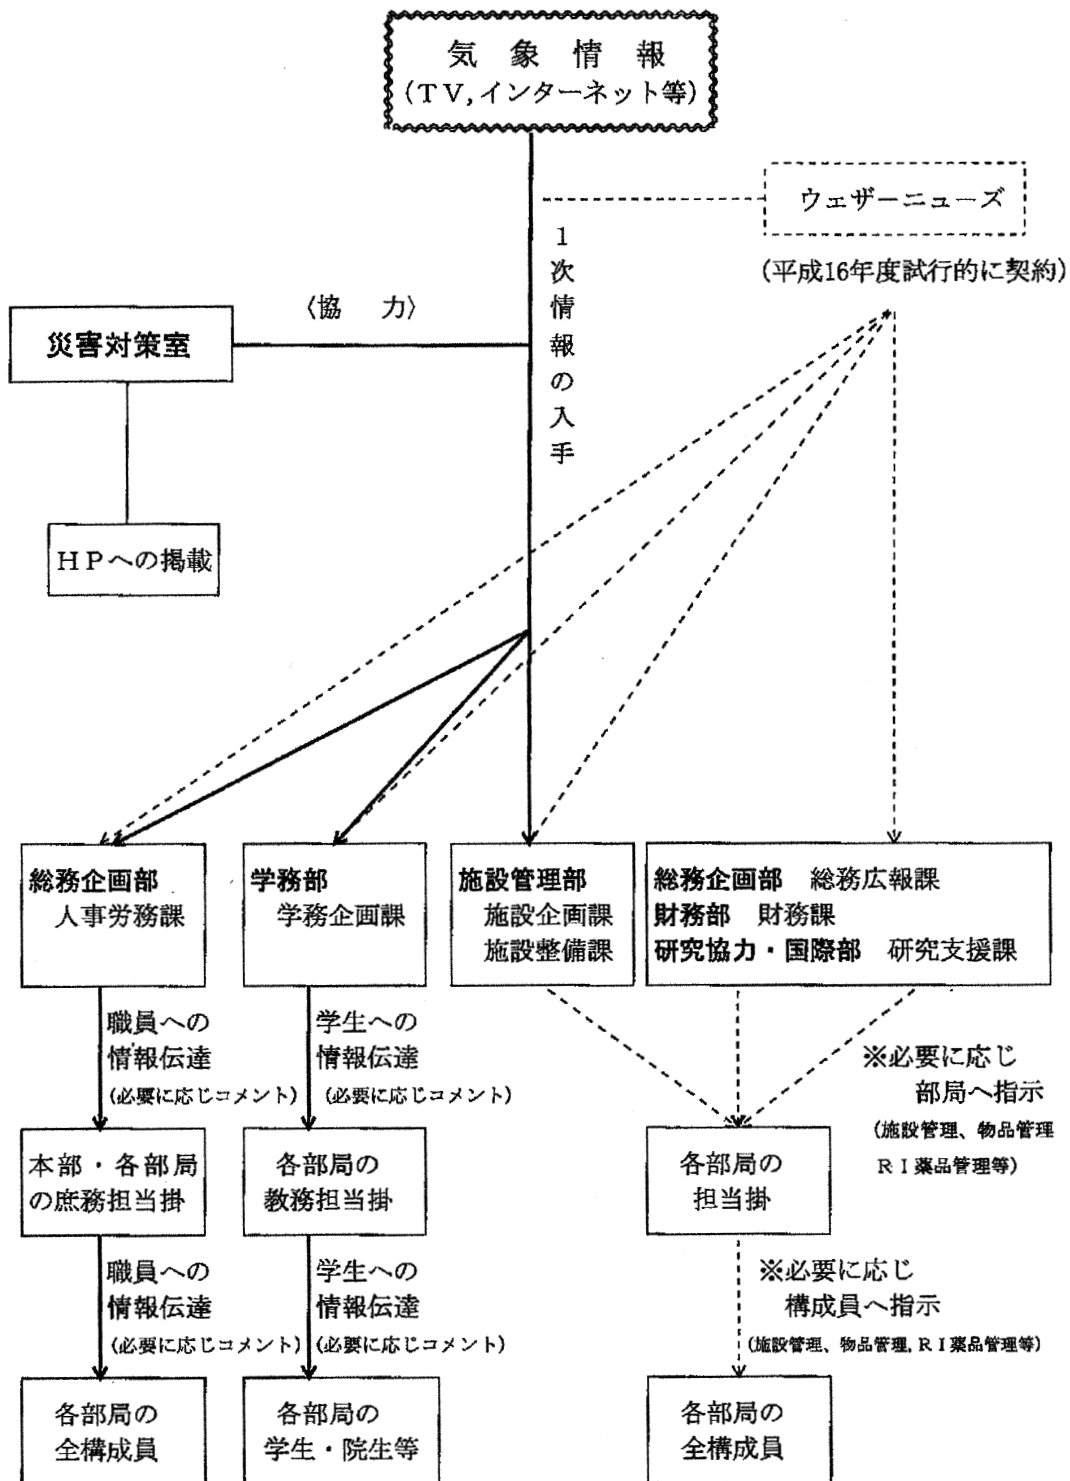 気象情報
(TV,インターネット等)
ウェザーニューズ
(平成16年度試行的に契約)
1次情報の入手
〈協 力〉
災害対策室
HPへの掲載
総務企画部
人事労務課
学務部
学務企画課
施設管理部
施設企画課
施設整備課
総務企画部 総務広報課
財務部 財務課
研究協力・国際部 研究支援課
職員への
情報伝達
(必要に応じコメント)
学生への
情報伝達
(必要に応じコメント)
※必要に応じ
部局へ指示
(施設管理、物品管理
RI薬品管理等)
本部・各部局
の庶務担当掛
各部局の
教務担当掛
各部局の
担当掛
職員への
情報伝達
(必要に応じコメント)
学生への
情報伝達
(必要に応じコメント)
※必要に応じ
構成員へ指示
(施設管理、物品管理,RI薬品管理等)
各部局の
全構成員
各部局の
学生・院生等
各部局の
全構成員